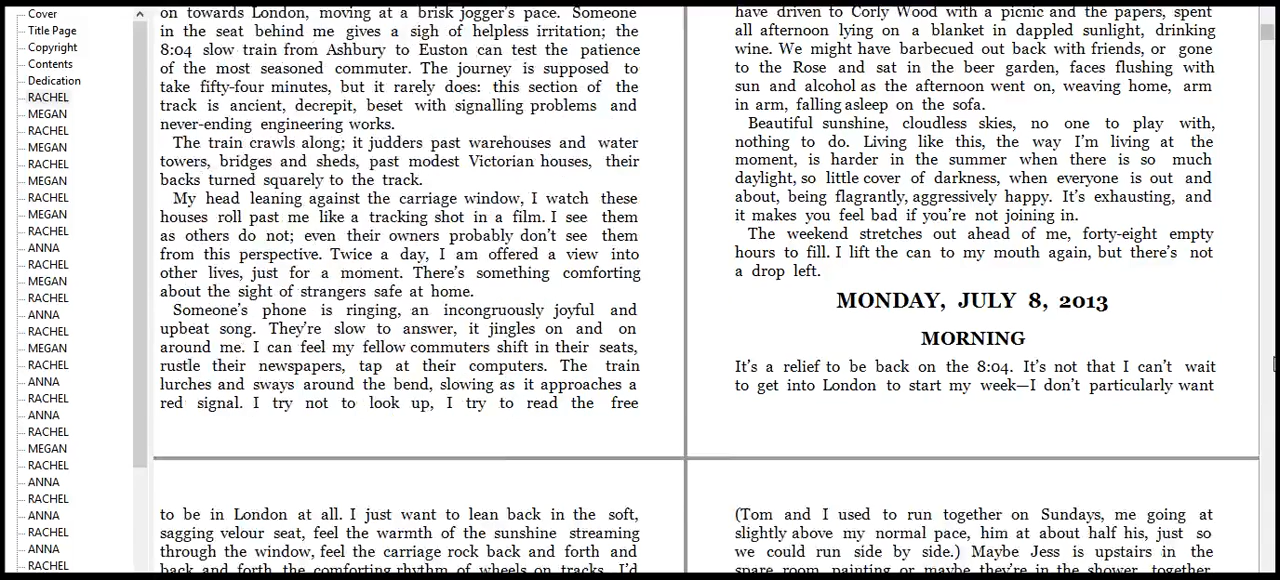 Cover
Title Page
Copyright
Contents
Dedication
RACHEL
MEGAN
RACHEL
MEGAN
RACHEL
MEGAN
RACHEL
MEGAN
RACHEL
ANNA
RACHEL
MEGAN
RACHEL
ANNA
RACHEL
MEGAN
RACHEL
ANNA
RACHEL
ANNA
RACHEL
MEGAN
RACHEL
ANNA
RACHEL
ANNA
RACHEL
ANNA
RACHEL
on towards London, moving at a brisk jogger's pace. Someone
in the seat behind me gives a sigh of helpless irritation; the
8:04 slow train from Ashbury to Euston can test the patience
of the most seasoned commuter. The journey is supposed to
take fifty-four minutes, but it rarely does: this section of the
track is ancient, decrepit, beset with signalling problems and
never-ending engineering works.
The train crawls along; it judders past warehouses and water
towers, bridges and sheds, past modest Victorian houses, their
backs turned squarely to the track.
My head leaning against the carriage window, I watch these
houses roll past me like a tracking shot in a film. I see them
as others do not; even their owners probably don't see them
from this perspective. Twice a day, I am offered a view into
other lives, just for a moment. There's something comforting
about the sight of strangers safe at home.
Someone's phone is ringing, an incongruously joyful and
upbeat song. They're slow to answer, it jingles on and on
around me. I can feel my fellow commuters shift in their seats,
rustle their newspapers, tap at their computers. The train
lurches and sways around the bend, slowing as it approaches a
red signal. I try not to look up, I try to read the free
have driven to Corly Wood with a picnic and the papers, spent
all afternoon lying on a blanket in dappled sunlight, drinking
wine. We might have barbecued out back with friends, or gone
to the Rose and sat in the beer garden, faces flushing with
sun and alcohol as the afternoon went on, weaving home, arm
in arm, falling asleep on the sofa.
Beautiful sunshine, cloudless skies, no one to play with,
nothing to do. Living like this, the way I'm living at the
moment, is harder in the summer when there is so much
daylight, so little cover of darkness, when everyone is out and
about, being flagrantly, aggressively happy. It's exhausting, and
it makes you feel bad if you're not joining in.
The weekend stretches out ahead of me, forty-eight empty
hours to fill. I lift the can to my mouth again, but there's not
a drop left.
MONDAY, JULY 8, 2013
MORNING
It's a relief to be back on the 8:04. It's not that I can't wait
to get into London to start my week—I don't particularly want
to be in London at all. I just want to lean back in the soft,
sagging velour seat, feel the warmth of the sunshine streaming
through the window, feel the carriage rock back and forth and
back and forth, the comforting rhythm of wheels on tracks. I'd
(Tom and I used to run together on Sundays, me going at
slightly above my normal pace, him at about half his, just so
we could run side by side.) Maybe Jess is upstairs in the
spare room, painting or maybe they're in the shower together